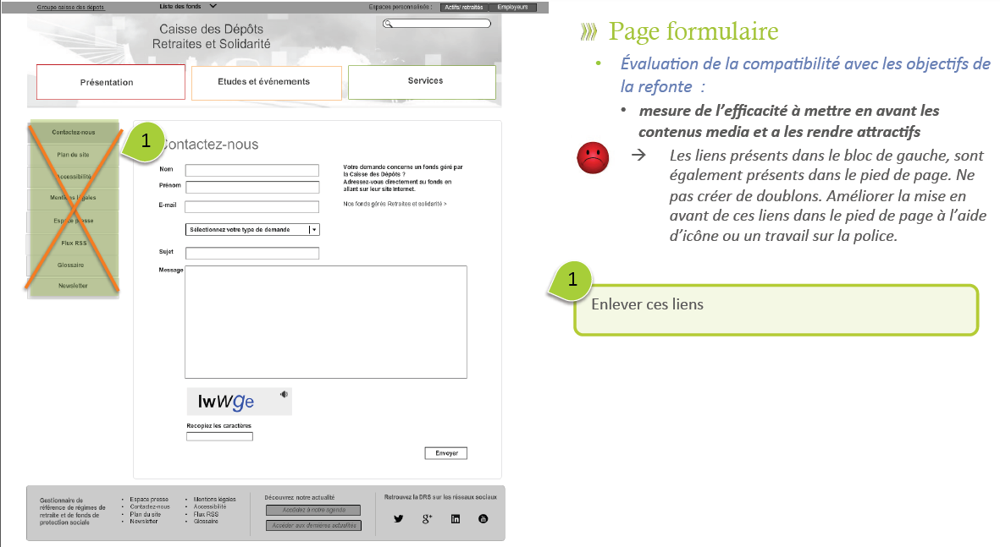 Groupe caisse des dépots
Liste des fonds
Espaces personnalisés :
Actifs/ retraités
Employeurs
Caisse des Dépôts
Retraites et Solidarité
Présentation
Etudes et événements
Services
Contactez-nous
Plan du site
Accessibilité
Mentions légales
Espace presse
Flux RSS
Glossaire
Newsletter
1
Contactez-nous
Nom
Prénom
E-mail
Sélectionnez votre type de demande
Sujet
Message
Votre demande concerne un fonds géré par
la Caisse des Dépôts ?
Adressez-vous directement au fonds en
allant sur leur site Internet.
Nos fonds gérés Retraites et solidarité >
lwWge
Recopiez les caractères
Envoyer
Gestionnaire de
référence de régimes de
retraite et de fonds de
protection sociale
• Espace presse
• Contactez-nous
• Plan du site
• Newsletter
• Mentions légales
• Accessibilité
• Flux RSS
• Glossaire
Découvrez notre actualité
Accédez à notre agenda
Accéder aux dernières actualités
Retrouvez la DRS sur les réseaux sociaux
Page formulaire
• Évaluation de la compatibilité avec les objectifs de
la refonte :
• mesure de l’efficacité à mettre en avant les
contenus media et a les rendre attractifs
→ Les liens présents dans le bloc de gauche, sont
également présents dans le pied de page. Ne
pas créer de doublons. Améliorer la mise en
avant de ces liens dans le pied de page à l’aide
d’icône ou un travail sur la police.
1
Enlever ces liens